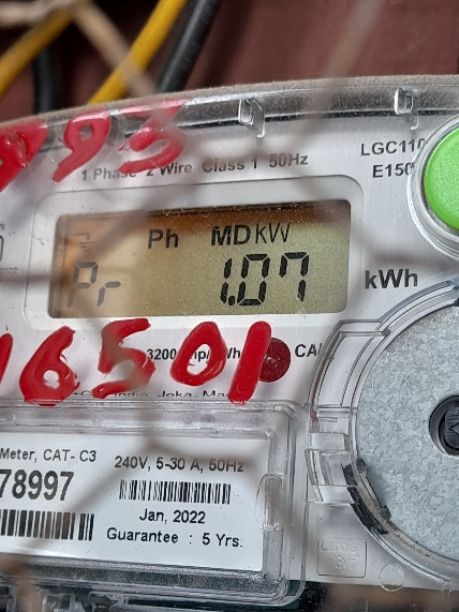 93
1 Phase 2 Wire Class 1 50Hz
LGC110
E150
Ph MD KW
Pr 1.07 kWh
16501
3200
Meter, CAT- C3
78997
240V, 5-30 A, 50Hz
Jan, 2022
Guarantee : 5 Yrs.